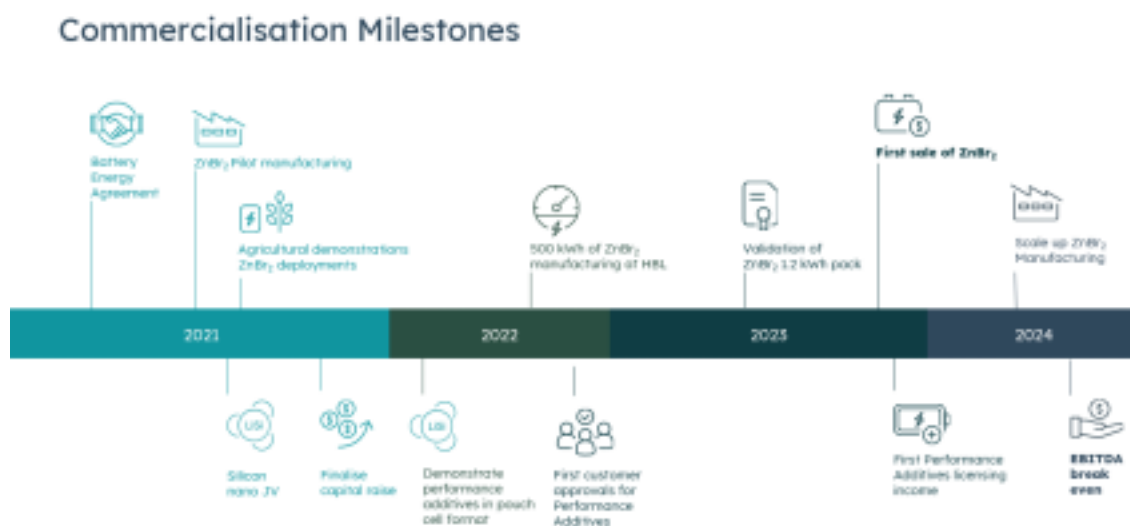 Commercialisation Milestones
Battery
Energy
Agreement
ZnBr₂ Pilot manufacturing
Agricultural demonstrations
ZnBr₂ deployments
500 kWh of ZnBr₂
manufacturing at HBL
Validation of
ZnBr₂ 12 kWh pack
First sale of ZnBr₂
Scale up ZnBr₂
Manufacturing
2021
2022
2023
2024
LiSi
Silicon
nano JV
Finalise
capital raise
LiSi
Demonstrate
performance
additives in pouch
cell format
First customer
approvals for
Performance
Additives
First Performance
Additives licensing
income
EBITDA
break
even